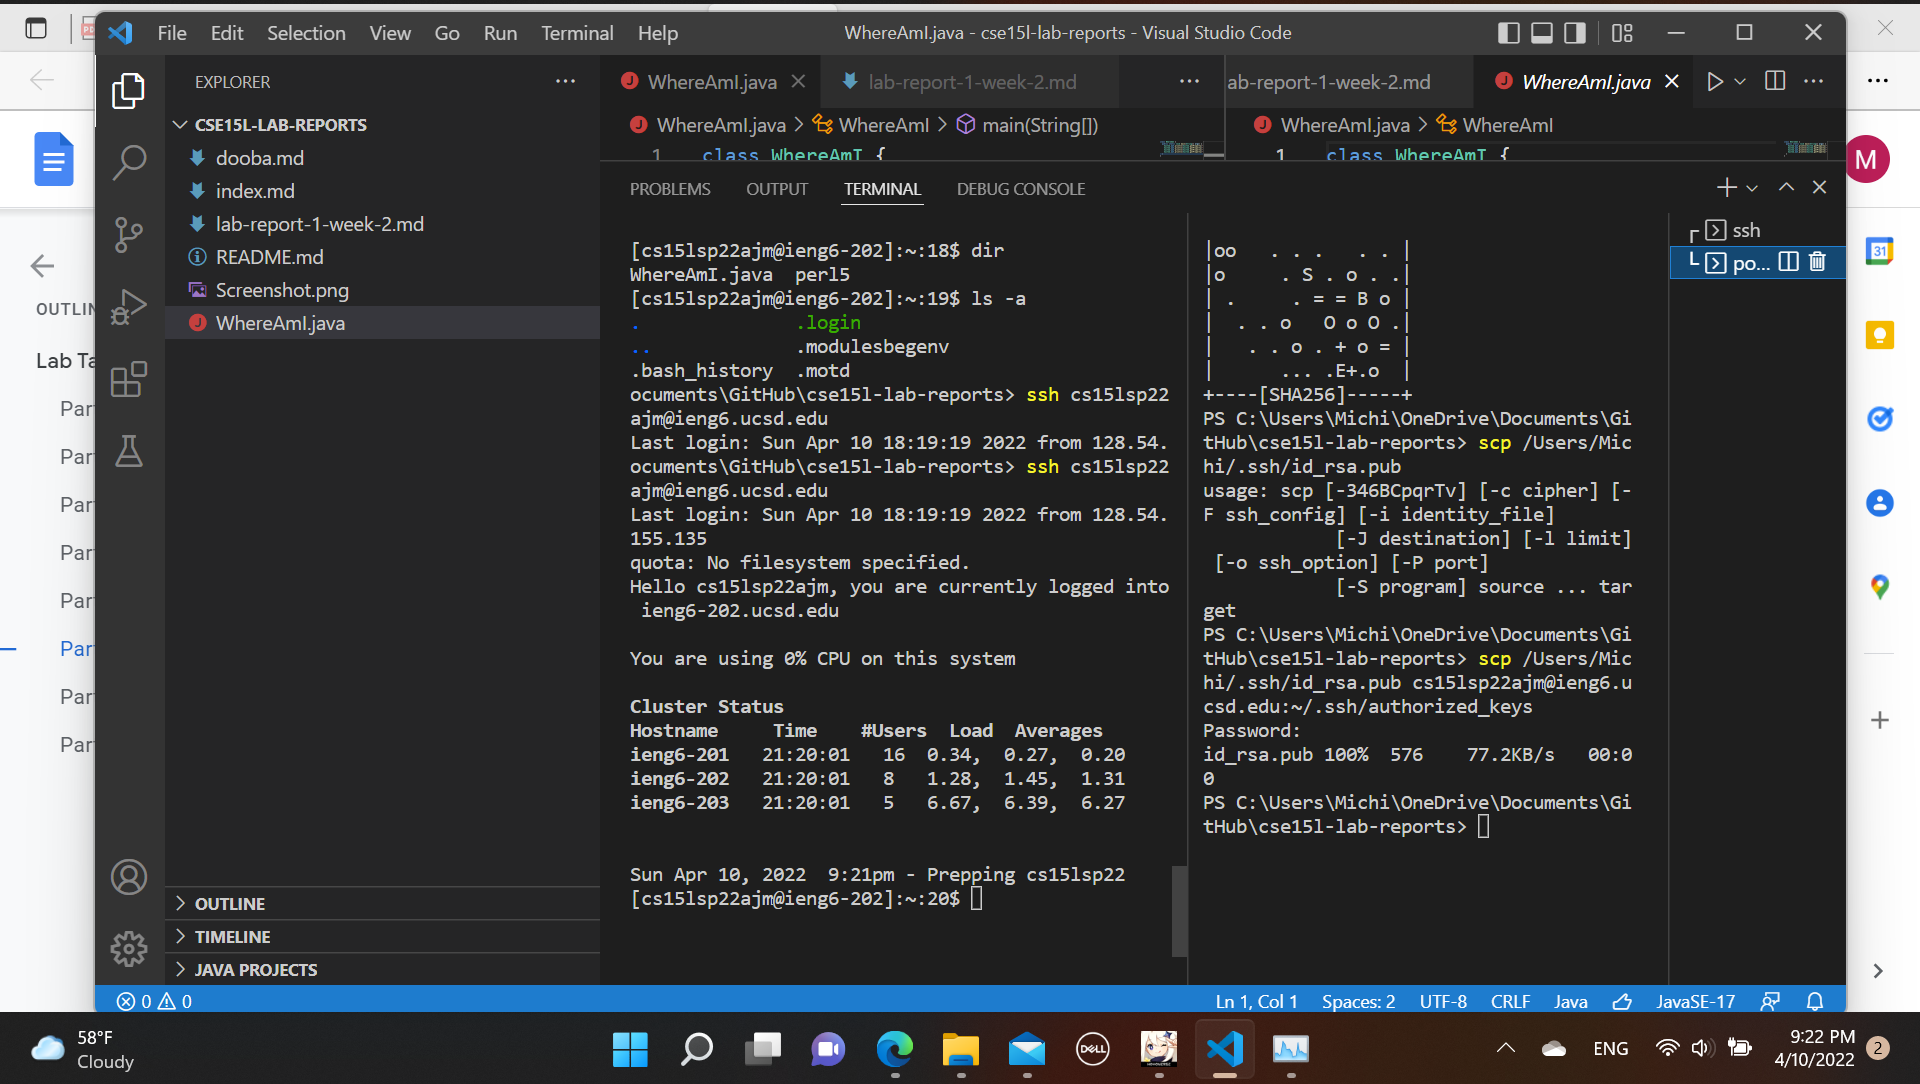 File Edit Selection View Go Run Terminal Help
WhereAmI.java - cse15l-lab-reports - Visual Studio Code
EXPLORER
CSE15L-LAB-REPORTS
dooba.md
index.md
lab-report-1-week-2.md
README.md
Screenshot.png
WhereAmI.java
OUTLINE
TIMELINE
JAVA PROJECTS
WhereAmI.java
lab-report-1-week-2.md
WhereAmI.java > WhereAmI > main(String[])
1 class WhereAmI {
ab-report-1-week-2.md
WhereAmI.java
WhereAmI.java > WhereAmI
1 class WhereAmI {
PROBLEMS OUTPUT TERMINAL DEBUG CONSOLE
[cs15lsp22ajm@ieng6-202]:~:18$ dir
WhereAmI.java perl5
[cs15lsp22ajm@ieng6-202]:~:19$ ls -a
. .login
.. .modulesbegenv
.bash_history .motd
ocuments\GitHub\cse15l-lab-reports> ssh cs15lsp22
ajm@ieng6.ucsd.edu
Last login: Sun Apr 10 18:19:19 2022 from 128.54.
ocuments\GitHub\cse15l-lab-reports> ssh cs15lsp22
ajm@ieng6.ucsd.edu
Last login: Sun Apr 10 18:19:19 2022 from 128.54.
155.135
quota: No filesystem specified.
Hello cs15lsp22ajm, you are currently logged into
ieng6-202.ucsd.edu
You are using 0% CPU on this system
Cluster Status
Hostname Time #Users Load Averages
ieng6-201 21:20:01 16 0.34, 0.27, 0.20
ieng6-202 21:20:01 8 1.28, 1.45, 1.31
ieng6-203 21:20:01 5 6.67, 6.39, 6.27
Sun Apr 10, 2022 9:21pm - Prepping cs15lsp22
[cs15lsp22ajm@ieng6-202]:~:20$
|oo . . . . . |
|o . S . o . .|
| . . = = B o |
| . . o O o O .|
| . . o . + o = |
| ... .E+.o |
+----[SHA256]-----+
PS C:\Users\Michi\OneDrive\Documents\Gi
tHub\cse15l-lab-reports> scp /Users/Mic
hi/.ssh/id_rsa.pub
usage: scp [-346BCpqrTv] [-c cipher] [-
F ssh_config] [-i identity_file]
[-J destination] [-l limit]
[-o ssh_option] [-P port]
[-S program] source ... tar
get
PS C:\Users\Michi\OneDrive\Documents\Gi
tHub\cse15l-lab-reports> scp /Users/Mic
hi/.ssh/id_rsa.pub cs15lsp22ajm@ieng6.u
csd.edu:~/.ssh/authorized_keys
Password:
id_rsa.pub 100% 576 77.2KB/s 00:0
0
PS C:\Users\Michi\OneDrive\Documents\Gi
tHub\cse15l-lab-reports>
ssh
po...
0 0
Ln 1, Col 1 Spaces: 2 UTF-8 CRLF Java JavaSE-17
OUTLIN
Lab Ta
Par
Par
Par
Par
Par
Par
Par
Par
M
31
58°F
Cloudy
DELL
ENG
9:22 PM
4/10/2022
2